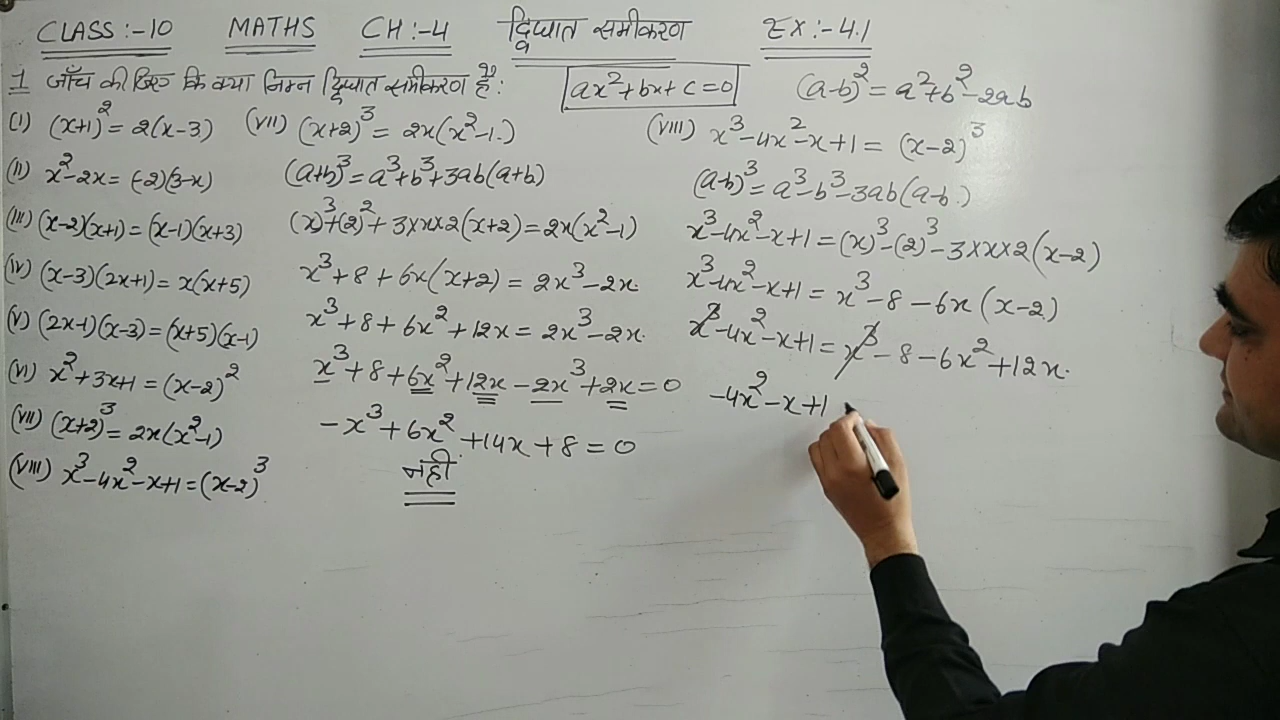 CLASS :- 10 MATHS CH :- 4 द्विघात समीकरण EX :- 4.1
1 जाँच कीजिए कि क्या निम्न द्विघात समीकरण है : ax²+bx+c=0 (a-b)² = a²+b²-2ab
(i) (x+1)² = 2(x-3)
(ii) x²-2x = (-2)(3-x)
(iii) (x-2)(x+1) = (x-1)(x+3)
(iv) (x-3)(2x+1) = x(x+5)
(v) (2x-1)(x-3) = (x+5)(x-1)
(vi) x²+3x+1 = (x-2)²
(vii) (x+2)³ = 2x(x²-1)
(viii) x³-4x²-x+1 = (x-2)³
(vii) (x+2)³ = 2x(x²-1)
(a+b)³ = a³+b³+3ab(a+b)
(x)³+(2)²+3×x×2(x+2) = 2x(x²-1)
x³+8+6x(x+2) = 2x³-2x
x³+8+6x²+12x = 2x³-2x
x³+8+6x²+12x-2x³+2x = 0
-x³+6x²+14x+8 = 0
नहीं
(viii) x³-4x²-x+1 = (x-2)³
(a-b)³ = a³-b³-3ab(a-b)
x³-4x²-x+1 = (x)³-(2)³-3×x×2(x-2)
x³-4x²-x+1 = x³-8-6x(x-2)
x³-4x²-x+1 = x³-8-6x²+12x
-4x²-x+1